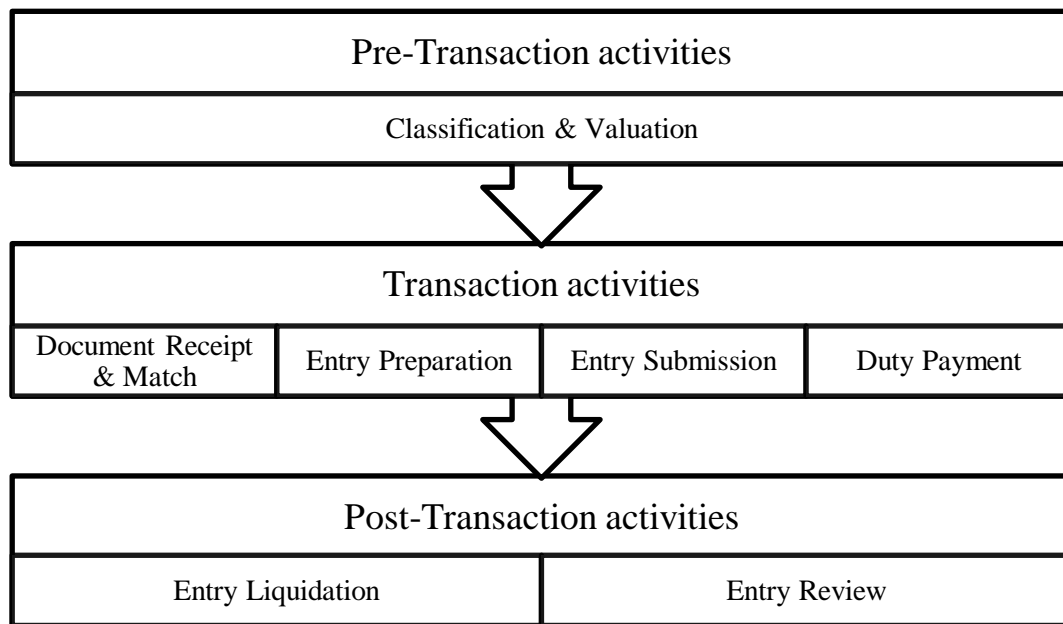 Pre-Transaction activities
Classification & Valuation
Transaction activities
Document Receipt
& Match
Entry Preparation
Entry Submission
Duty Payment
Post-Transaction activities
Entry Liquidation
Entry Review